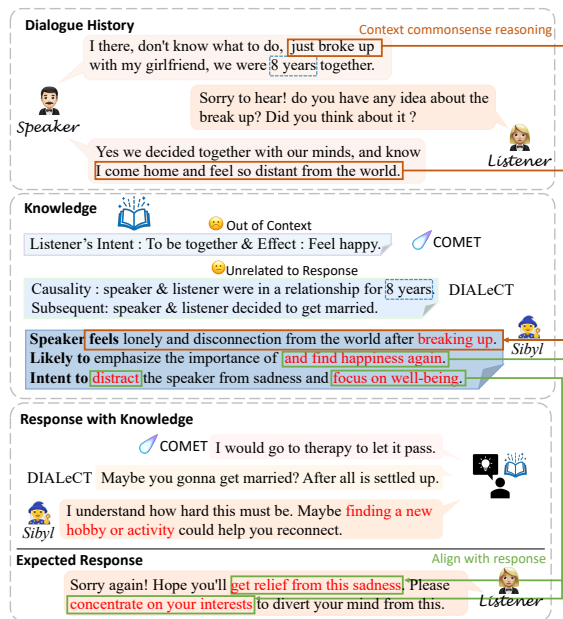 Dialogue History
Context commonsense reasoning
I there, don't know what to do, just broke up
with my girlfriend, we were 8 years together.
Speaker
Sorry to hear! do you have any idea about the
break up? Did you think about it ?
Listener
Yes we decided together with our minds, and know
I come home and feel so distant from the world.
Knowledge
Out of Context
Listener's Intent : To be together & Effect : Feel happy.
COMET
Unrelated to Response
Causality : speaker & listener were in a relationship for 8 years.
Subsequent: speaker & listener decided to get married.
DIALeCT
Speaker feels lonely and disconnection from the world after breaking up.
Likely to emphasize the importance of and find happiness again.
Intent to distract the speaker from sadness and focus on well-being.
Sibyl
Response with Knowledge
COMET I would go to therapy to let it pass.
DIALeCT Maybe you gonna get married? After all is settled up.
Sibyl
I understand how hard this must be. Maybe finding a new
hobby or activity could help you reconnect.
Expected Response
Align with response
Sorry again! Hope you'll get relief from this sadness. Please
concentrate on your interests to divert your mind from this.
Listener